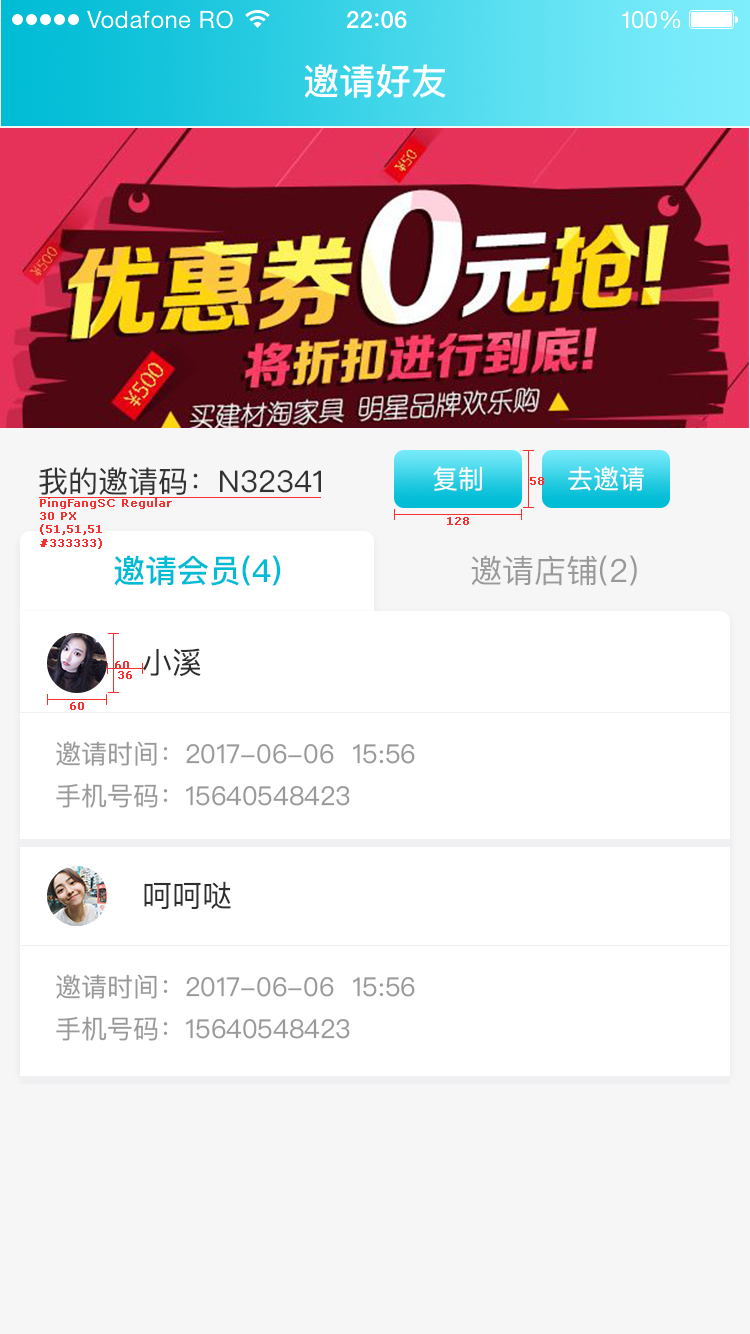 Vodafone RO 22:06 100%
邀请好友
¥50
¥500
优惠券0元抢!
将折扣进行到底!
¥500
买建材淘家具 明星品牌欢乐购
我的邀请码：N32341 复制 58 去邀请
PingFangSC Regular
30 PX
(51,51,51
#333333)
128
邀请会员(4) 邀请店铺(2)
小溪
60
36
60
邀请时间：2017-06-06 15:56
手机号码：15640548423
呵呵哒
邀请时间：2017-06-06 15:56
手机号码：15640548423